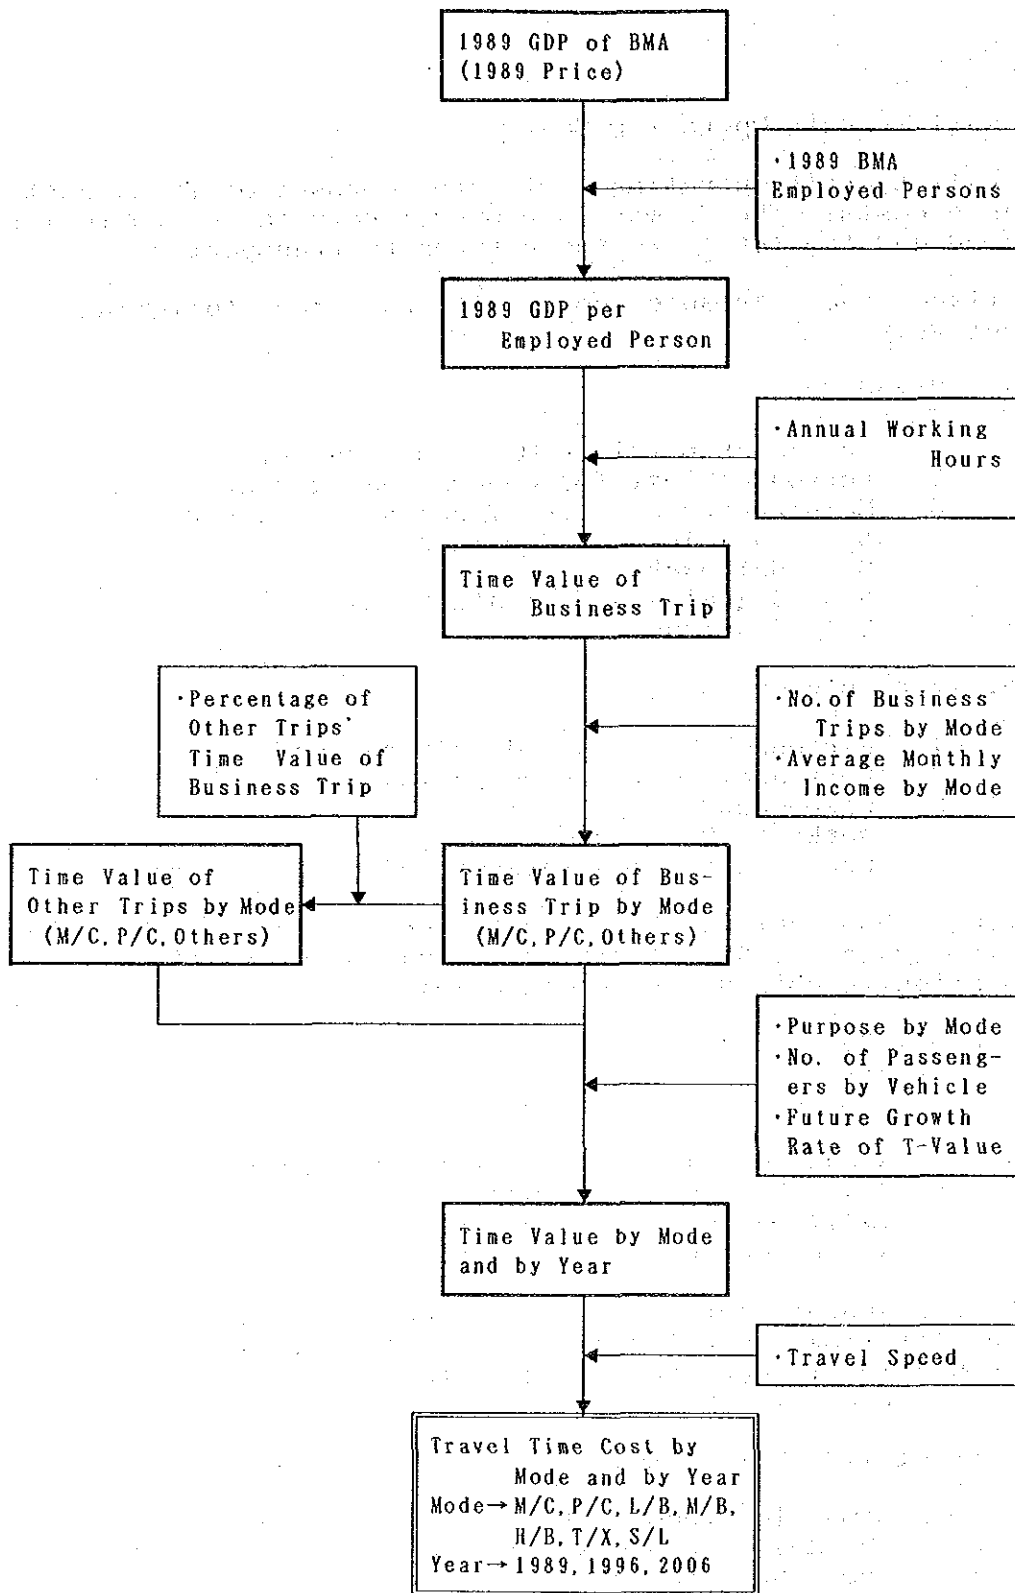 1989 GDP of BMA
(1989 Price)
・1989 BMA
Employed Persons
1989 GDP per
Employed Person
・Annual Working
Hours
Time Value of
Business Trip
・Percentage of
Other Trips'
Time Value of
Business Trip
・No.of Business
Trips by Mode
・Average Monthly
Income by Mode
Time Value of
Other Trips by Mode
(M/C,P/C,Others)
Time Value of Bus-
iness Trip by Mode
(M/C,P/C,Others)
・Purpose by Mode
・No. of Passeng-
ers by Vehicle
・Future Growth
Rate of T-Value
Time Value by Mode
and by Year
・Travel Speed
Travel Time Cost by
Mode and by Year
Mode→M/C,P/C,L/B,M/B,
H/B,T/X,S/L
Year→1989,1996,2006